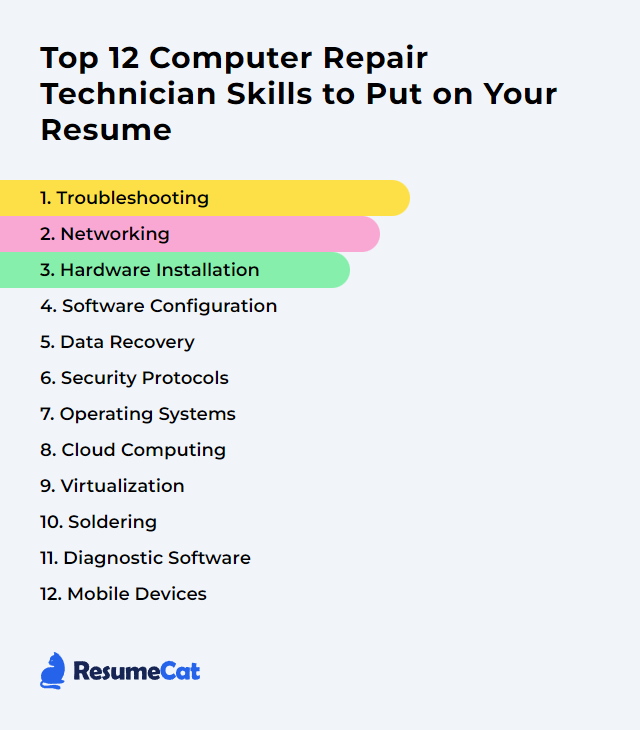 Top 12 Computer Repair
Technician Skills to Put on Your
Resume
1. Troubleshooting
2. Networking
3. Hardware Installation
4. Software Configuration
5. Data Recovery
6. Security Protocols
7. Operating Systems
8. Cloud Computing
9. Virtualization
10. Soldering
11. Diagnostic Software
12. Mobile Devices
ResumeCat